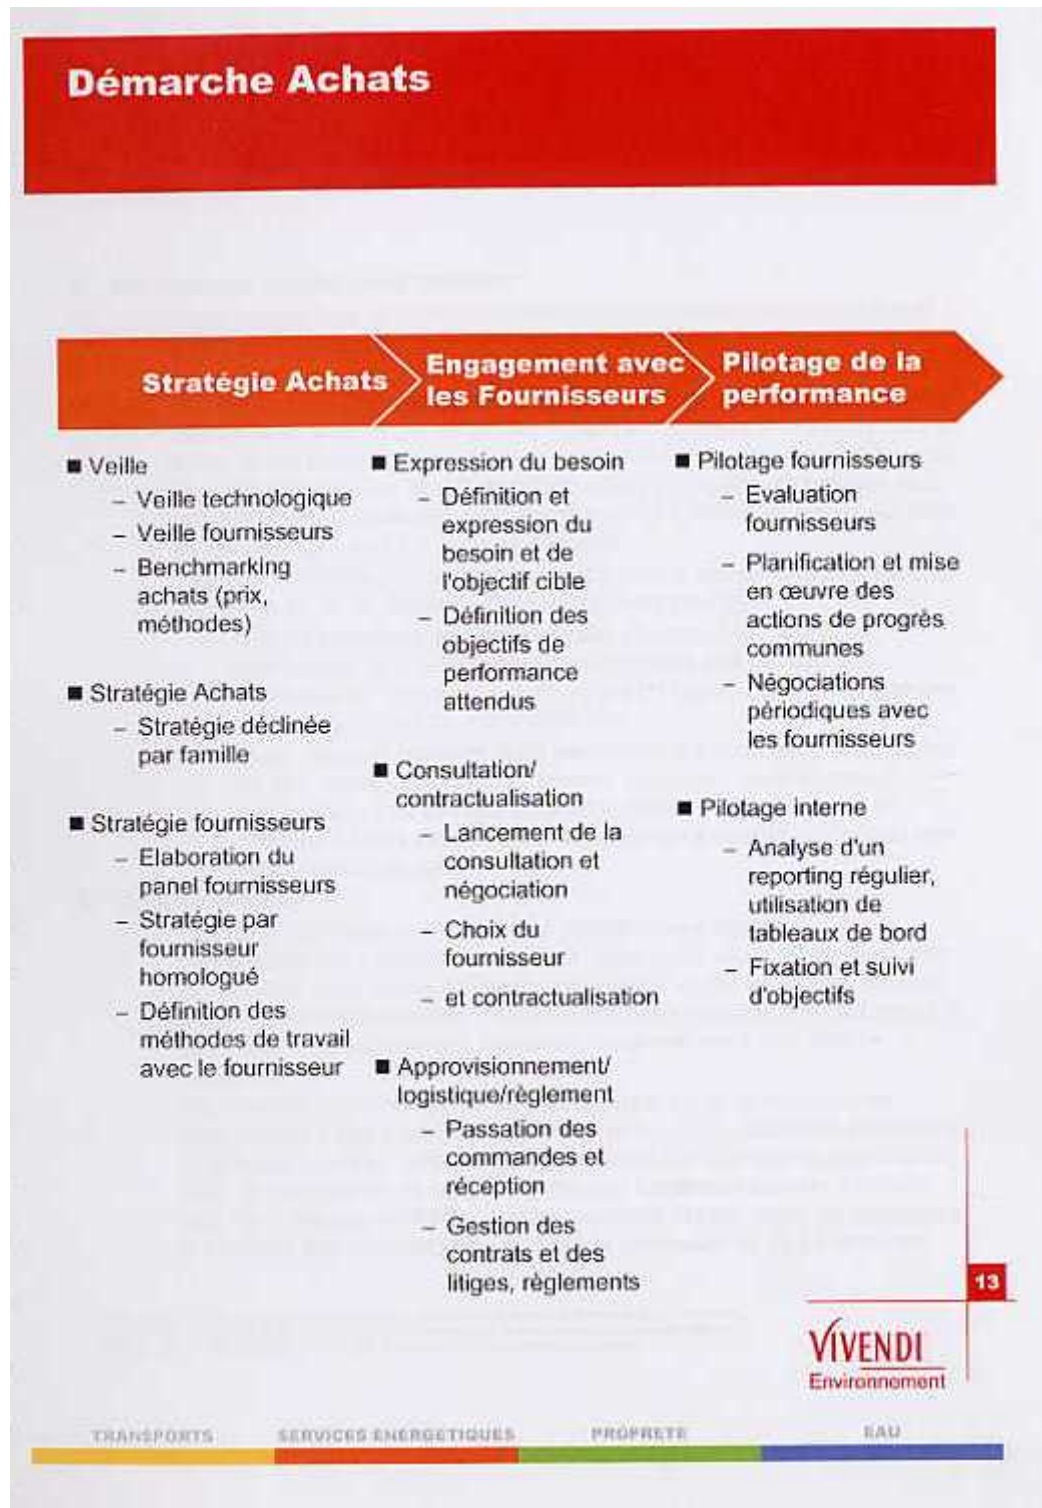 Démarche Achats
Stratégie Achats
Engagement avec
les Fournisseurs
Pilotage de la
performance
■ Veille
– Veille technologique
– Veille fournisseurs
– Benchmarking
achats (prix,
méthodes)
■ Stratégie Achats
– Stratégie déclinée
par famille
■ Stratégie fournisseurs
– Elaboration du
panel fournisseurs
– Stratégie par
fournisseur
homologué
– Définition des
méthodes de travail
avec le fournisseur
■ Expression du besoin
– Définition et
expression du
besoin et de
l'objectif cible
– Définition des
objectifs de
performance
attendus
■ Consultation/
contractualisation
– Lancement de la
consultation et
négociation
– Choix du
fournisseur
– et contractualisation
■ Approvisionnement/
logistique/règlement
– Passation des
commandes et
réception
– Gestion des
contrats et des
litiges, règlements
■ Pilotage fournisseurs
– Evaluation
fournisseurs
– Planification et mise
en œuvre des
actions de progrès
communes
– Négociations
périodiques avec
les fournisseurs
■ Pilotage interne
– Analyse d'un
reporting régulier,
utilisation de
tableaux de bord
– Fixation et suivi
d'objectifs
13
VIVENDI
Environnement
TRANSPORTS SERVICES ENERGETIQUES PROPRETE EAU